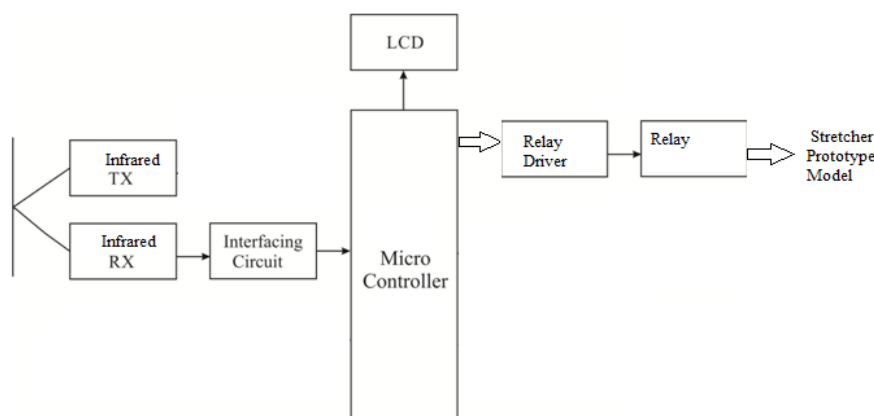 LCD
Infrared
TX
Infrared
RX
Interfacing
Circuit
Micro
Controller
Relay
Driver
Relay
Stretcher
Prototype
Model